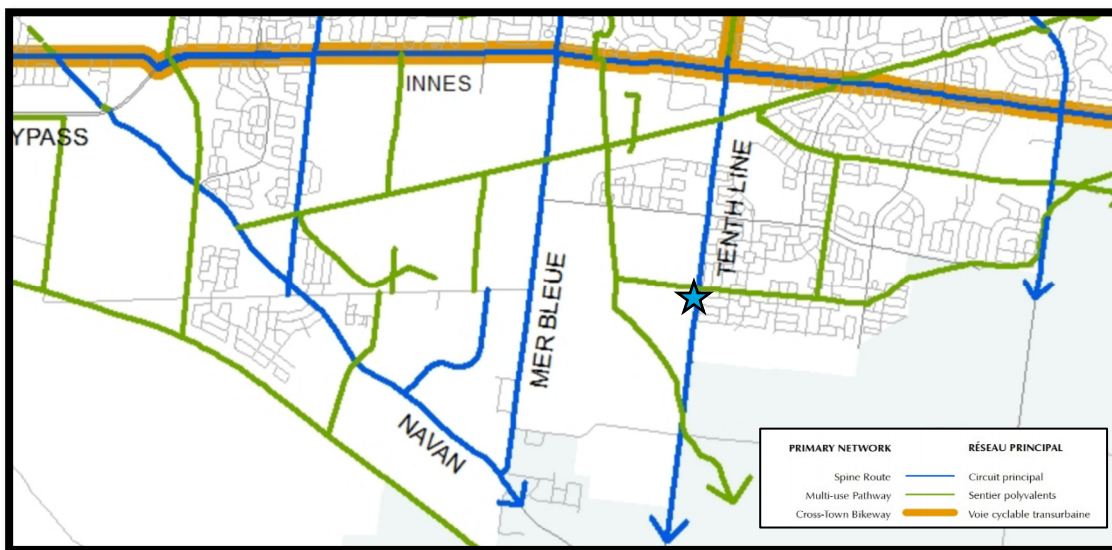 INNES
YPASS
TENTH LINE
MER BLEUE
NAVAN
PRIMARY NETWORK RÉSEAU PRINCIPAL
Spine Route Circuit principal
Multi-use Pathway Sentier polyvalents
Cross-Town Bikeway Voie cyclable transurbaine